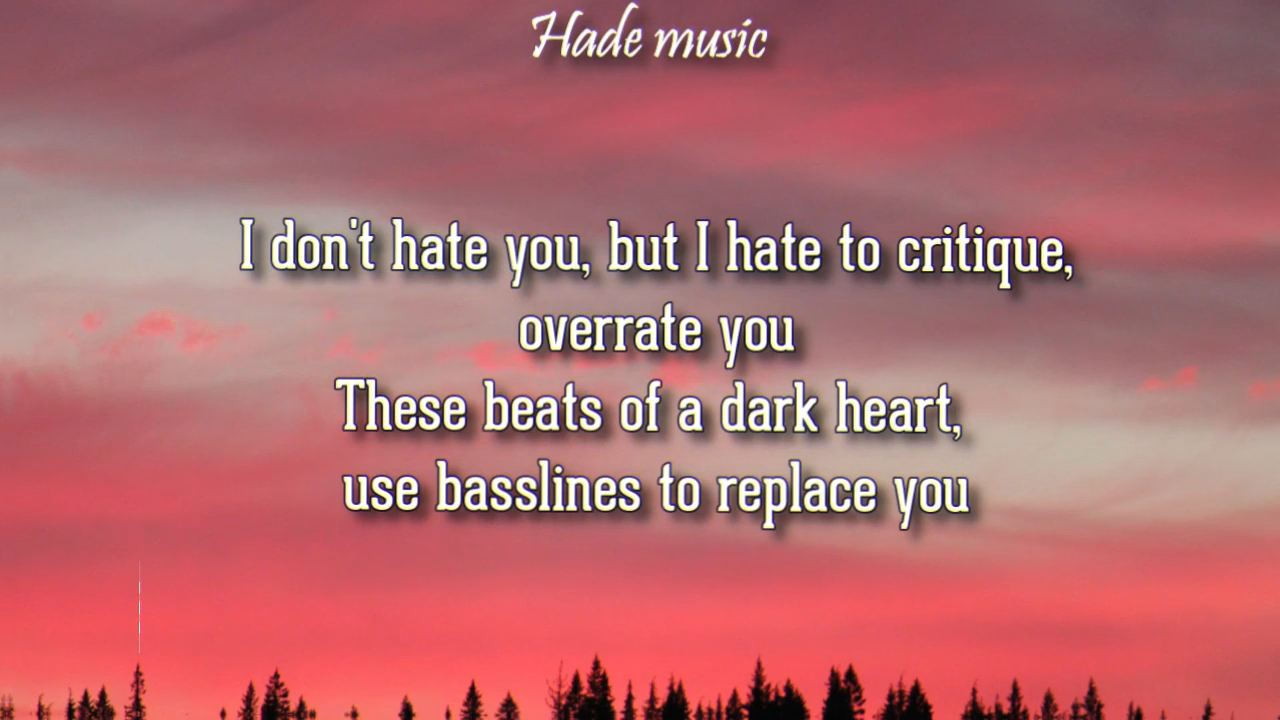 Hade music
I don't hate you, but I hate to critique,
overrate you
These beats of a dark heart,
use basslines to replace you